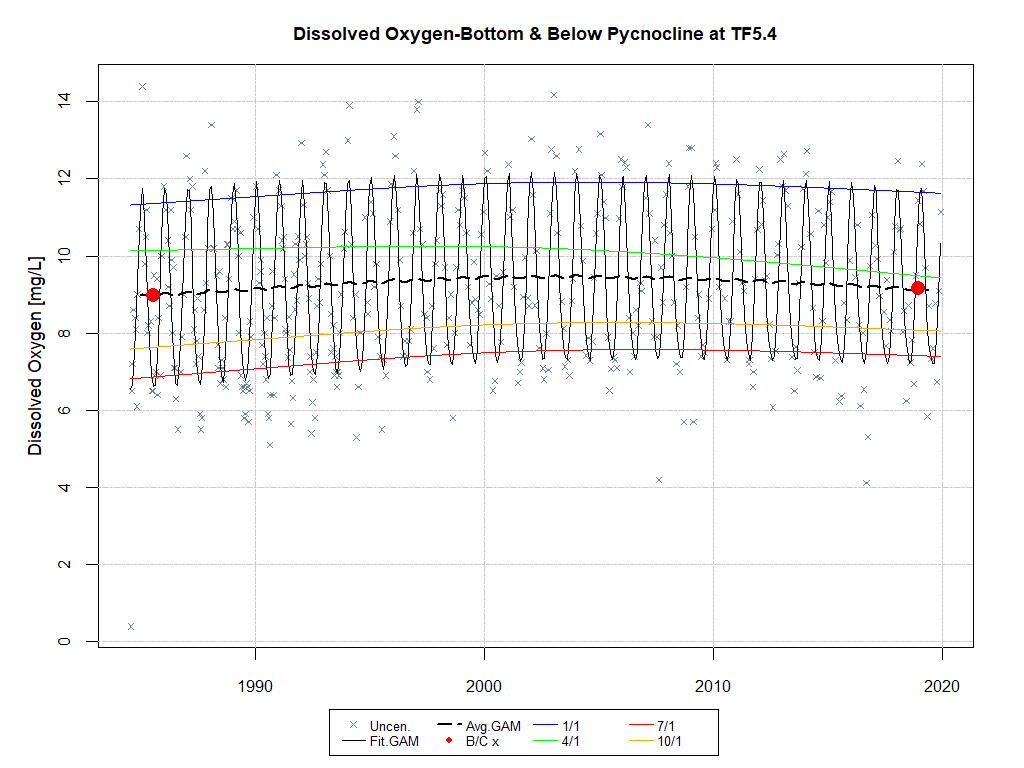 Dissolved Oxygen-Bottom & Below Pycnocline at TF5.4
Dissolved Oxygen [mg/L]
14
12
10
8
6
4
2
0
1990 2000 2010 2020
Uncen. Avg.GAM 1/1 7/1
Fit.GAM B/C x 4/1 10/1